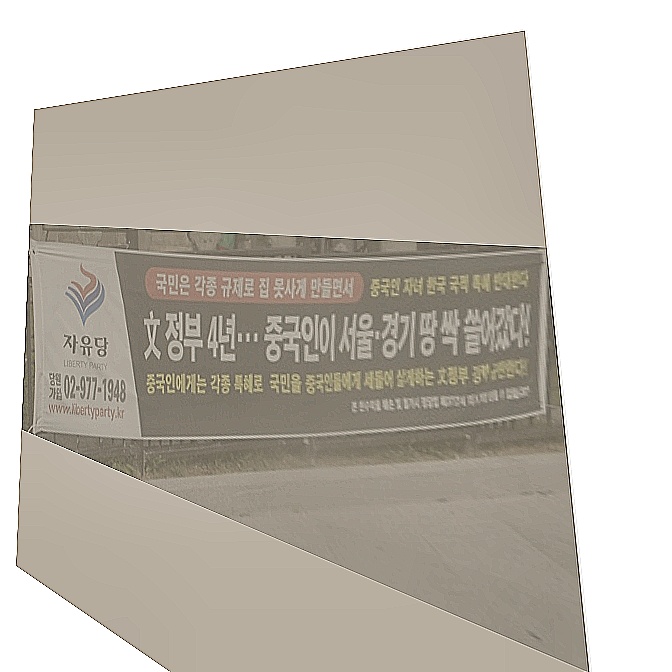 자유당
LIBERTY PARTY
당원가입 02-977-1948
www.libertyparty.kr
국민은 각종 규제로 집 못사게 만들면서
중국인 자녀 한국 국적 특혜 반대한다
文정부 4년… 중국인이 서울·경기 땅 싹 쓸어갔다!
중국인에게는 각종 특혜로 국민을 중국인들에게 세들어 살게하는 文정부